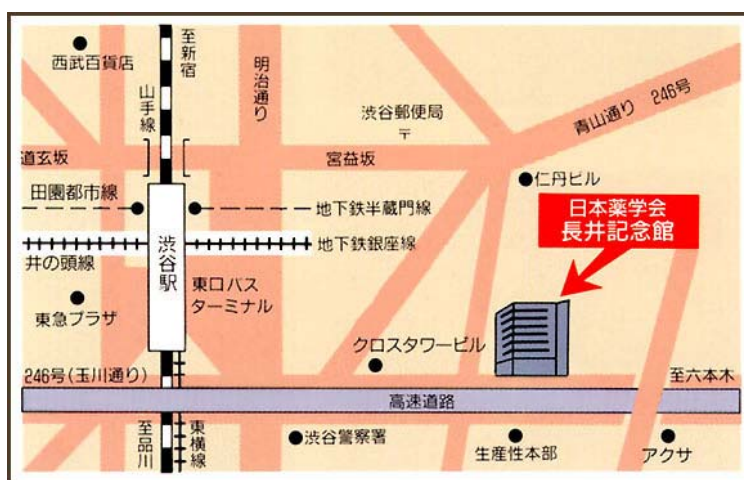 西武百貨店
至新宿
山手線
明治通り
渋谷郵便局
〒
青山通り 246号
道玄坂
宮益坂
仁丹ビル
田園都市線
地下鉄半蔵門線
日本薬学会
長井記念館
渋谷駅
地下鉄銀座線
井の頭線
東口バス
ターミナル
東急プラザ
クロスタワービル
246号(玉川通り)
至六本木
高速道路
至品川
東横線
渋谷警察署
生産性本部
アクサ